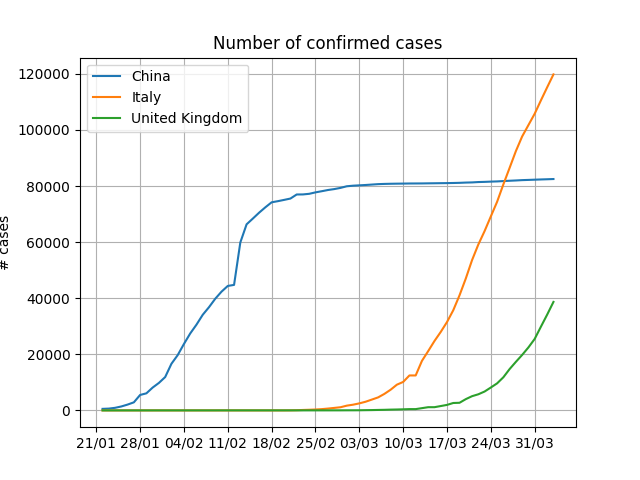 Number of confirmed cases
China
Italy
United Kingdom
120000
100000
80000
60000
40000
20000
0
# cases
21/01 28/01 04/02 11/02 18/02 25/02 03/03 10/03 17/03 24/03 31/03